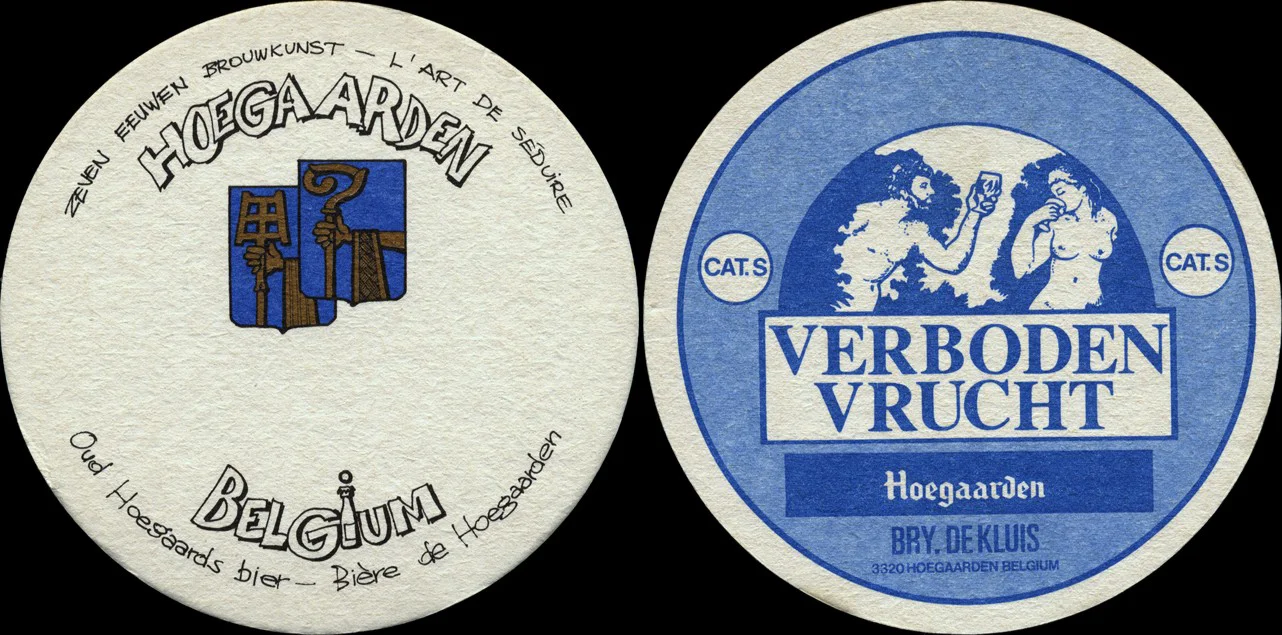 ZEVEN EEUWEN BROUWKUNST — L'ART DE SÉDUIRE
HOEGAARDEN
BELGIUM
Oud Hoegaards bier — Bière de Hoegaarden
CAT. S
CAT. S
VERBODEN
VRUCHT
Hoegaarden
BRY. DE KLUIS
3320 HOEGAARDEN BELGIUM